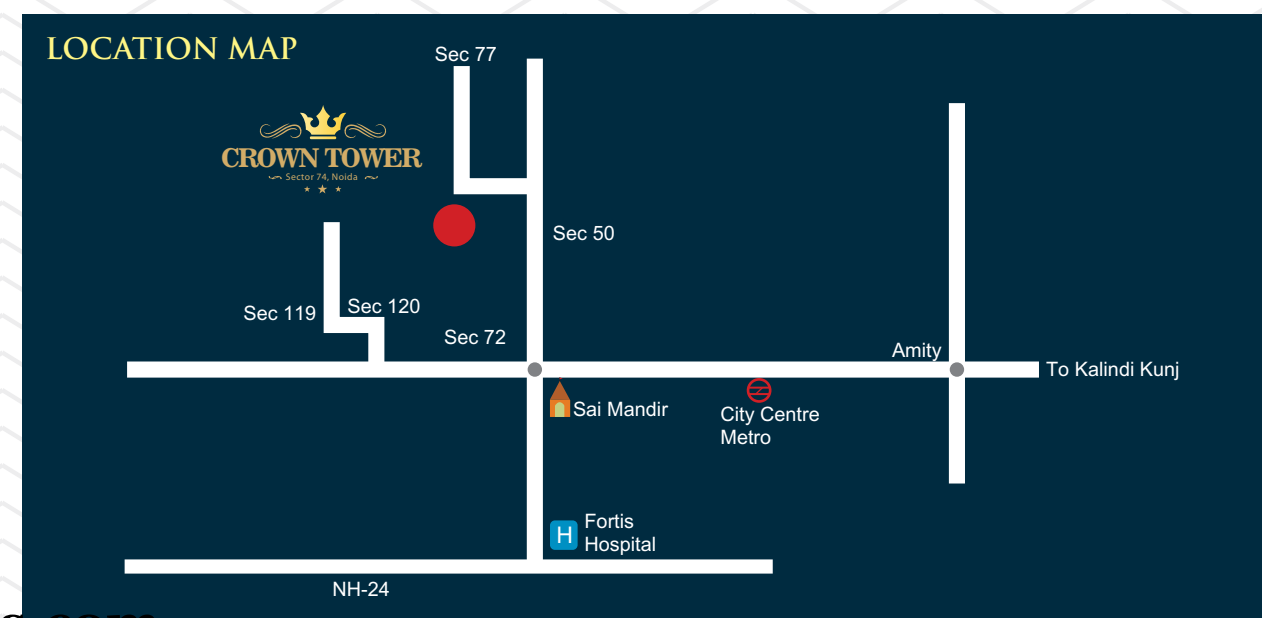 LOCATION MAP
Sec 77
CROWN TOWER
Sector 74, Noida
Sec 50
Sec 119
Sec 120
Sec 72
Amity
To Kalindi Kunj
Sai Mandir
City Centre
Metro
H
Fortis
Hospital
NH-24